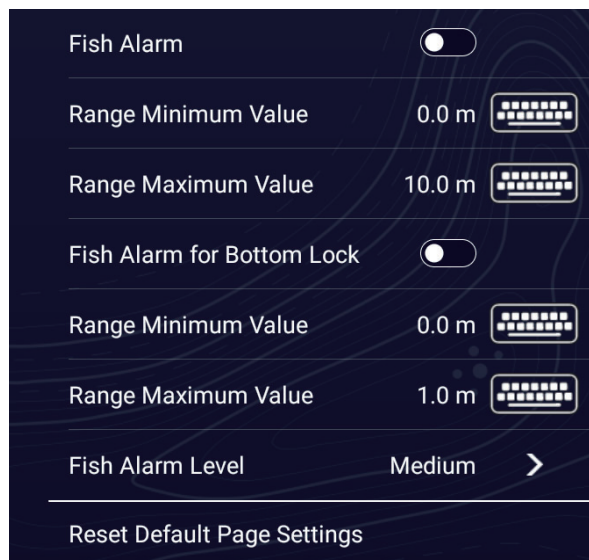 Fish Alarm
Range Minimum Value 0.0 m
Range Maximum Value 10.0 m
Fish Alarm for Bottom Lock
Range Minimum Value 0.0 m
Range Maximum Value 1.0 m
Fish Alarm Level Medium
Reset Default Page Settings